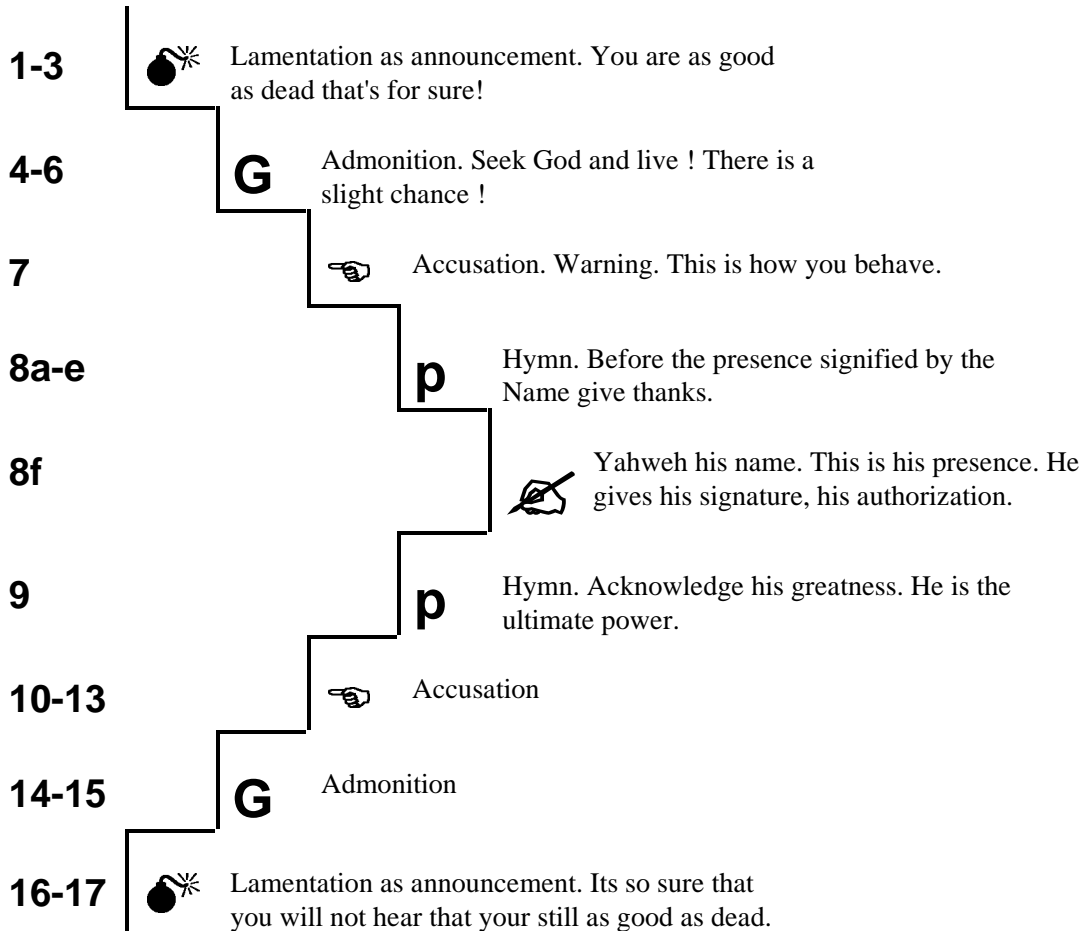 1-3
Lamentation as announcement. You are as good
as dead that's for sure!
4-6
G
Admonition. Seek God and live ! There is a
slight chance !
7
Accusation. Warning. This is how you behave.
8a-e
p
Hymn. Before the presence signified by the
Name give thanks.
8f
Yahweh his name. This is his presence. He
gives his signature, his authorization.
9
p
Hymn. Acknowledge his greatness. He is the
ultimate power.
10-13
Accusation
14-15
G
Admonition
16-17
Lamentation as announcement. Its so sure that
you will not hear that your still as good as dead.